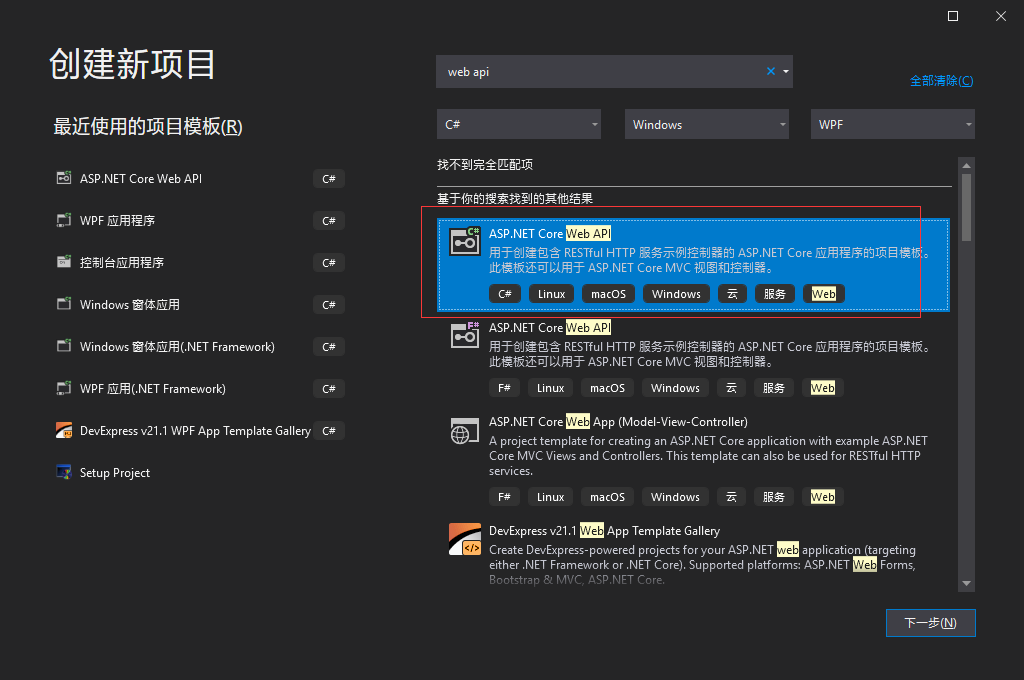 创建新项目
最近使用的项目模板(R)
ASP.NET Core Web API
C#
WPF 应用程序
C#
控制台应用程序
C#
Windows 窗体应用
C#
Windows 窗体应用(.NET Framework)
C#
WPF 应用(.NET Framework)
C#
DevExpress v21.1 WPF App Template Gallery
C#
Setup Project
web api
全部清除(C)
C#
Windows
WPF
找不到完全匹配项
基于你的搜索找到的其他结果
C#
ASP.NET Core Web API
用于创建包含 RESTful HTTP 服务示例控制器的 ASP.NET Core 应用程序的项目模板。
此模板还可以用于 ASP.NET Core MVC 视图和控制器。
C# Linux macOS Windows 云 服务 Web
F#
ASP.NET Core Web API
用于创建包含 RESTful HTTP 服务示例控制器的 ASP.NET Core 应用程序的项目模板。
此模板还可以用于 ASP.NET Core MVC 视图和控制器。
F# Linux macOS Windows 云 服务 Web
ASP.NET Core Web App (Model-View-Controller)
A project template for creating an ASP.NET Core application with example ASP.NET
Core MVC Views and Controllers. This template can also be used for RESTful HTTP
services.
F# Linux macOS Windows 云 服务 Web
DevExpress v21.1 Web App Template Gallery
Create DevExpress-powered projects for your ASP.NET web application (targeting
either .NET Framework or .NET Core). Supported platforms: ASP.NET Web Forms,
Bootstrap & MVC, ASP.NET Core.
下一步(N)